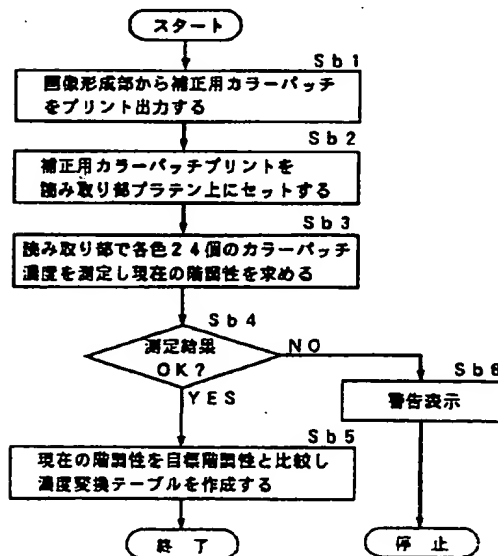 スタート
Sb1
画像形成部から補正用カラーパッチ
をプリント出力する
Sb2
補正用カラーパッチプリントを
読み取り部プラテン上にセットする
Sb3
読み取り部で各色24個のカラーパッチ
濃度を測定し現在の階調性を求める
Sb4
測定結果
OK?
NO
YES
Sb6
警告表示
Sb5
現在の階調性を目標階調性と比較し
濃度変換テーブルを作成する
終了
停止